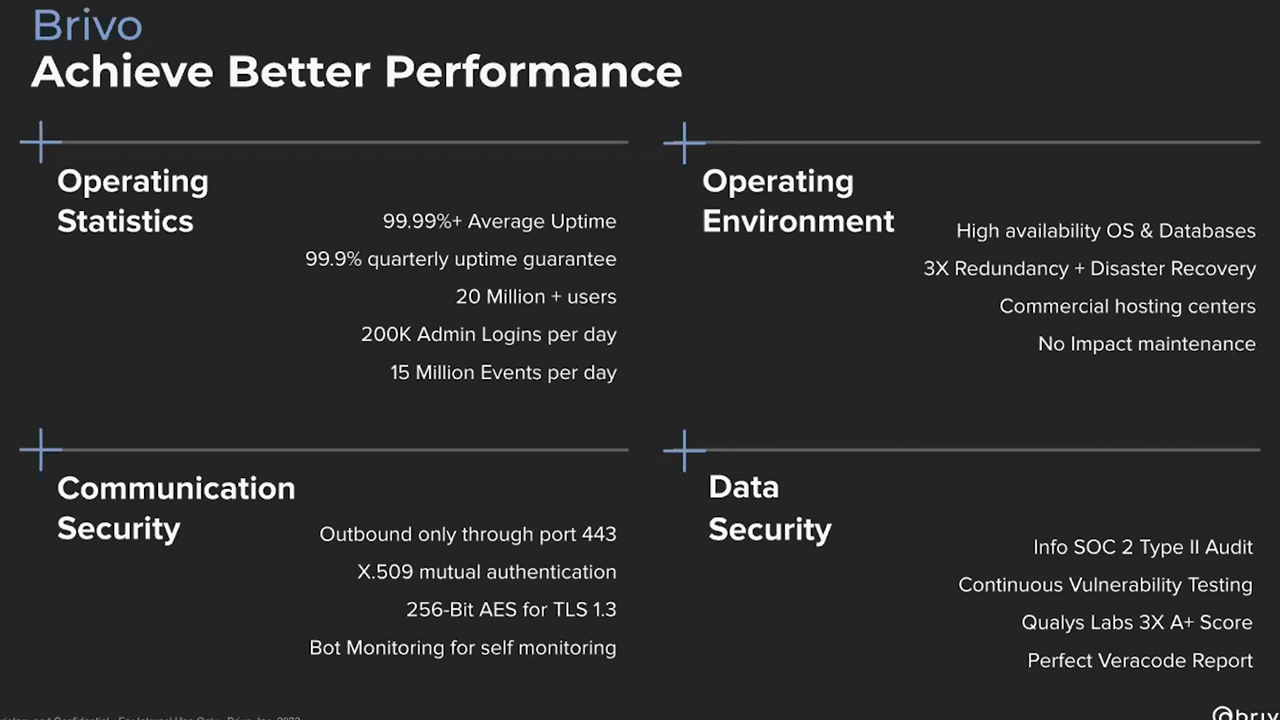 Brivo
Achieve Better Performance
Operating
Statistics
99.99%+ Average Uptime
99.9% quarterly uptime guarantee
20 Million + users
200K Admin Logins per day
15 Million Events per day
Operating
Environment
High availability OS & Databases
3X Redundancy + Disaster Recovery
Commercial hosting centers
No Impact maintenance
Communication
Security
Outbound only through port 443
X.509 mutual authentication
256-Bit AES for TLS 1.3
Bot Monitoring for self monitoring
Data
Security
Info SOC 2 Type II Audit
Continuous Vulnerability Testing
Qualys Labs 3X A+ Score
Perfect Veracode Report